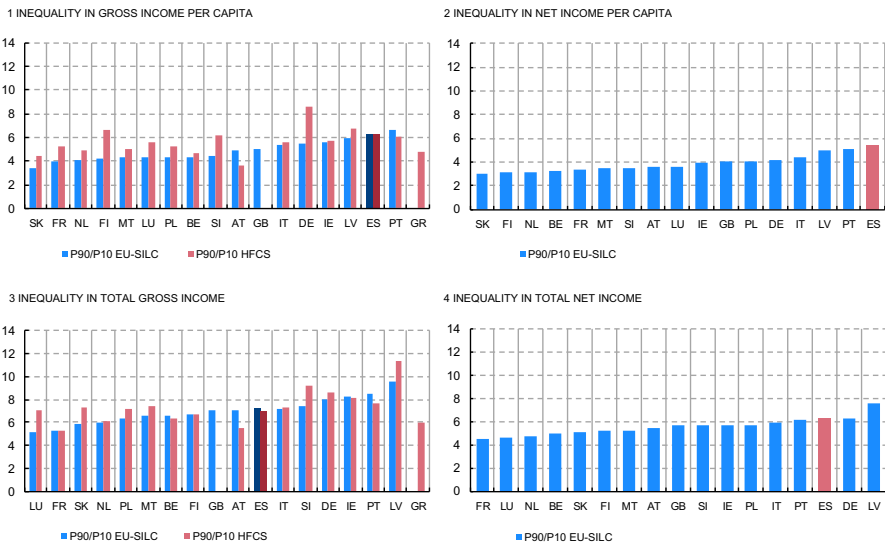 1 INEQUALITY IN GROSS INCOME PER CAPITA
14
12
10
8
6
4
2
0
SK FR NL FI MT LU PL BE SI AT GB IT DE IE LV ES PT GR
P90/P10 EU-SILC P90/P10 HFCS
2 INEQUALITY IN NET INCOME PER CAPITA
14
12
10
8
6
4
2
0
SK FI NL BE FR MT SI AT LU IE GB PL DE IT LV PT ES
P90/P10 EU-SILC
3 INEQUALITY IN TOTAL GROSS INCOME
14
12
10
8
6
4
2
0
LU FR SK NL PL MT BE FI GB AT ES IT SI DE IE PT LV GR
P90/P10 EU-SILC P90/P10 HFCS
4 INEQUALITY IN TOTAL NET INCOME
14
12
10
8
6
4
2
0
FR LU NL BE SK FI MT AT GB SI IE PL IT PT ES DE LV
P90/P10 EU-SILC